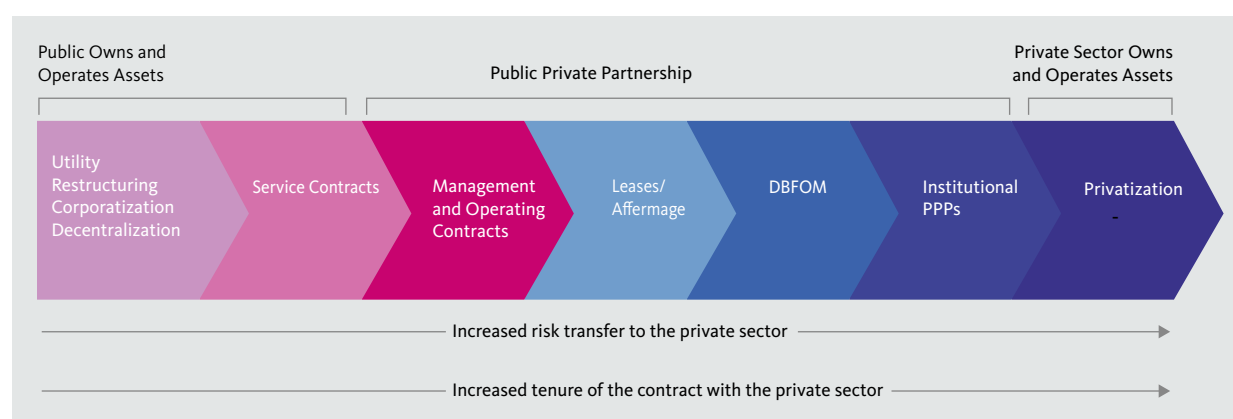 Public Owns and
Operates Assets
Public Private Partnership
Private Sector Owns
and Operates Assets
Utility
Restructuring
Corporatization
Decentralization
Service Contracts
Management
and Operating
Contracts
Leases/
Affermage
DBFOM
Institutional
PPPs
Privatization
-
Increased risk transfer to the private sector
Increased tenure of the contract with the private sector